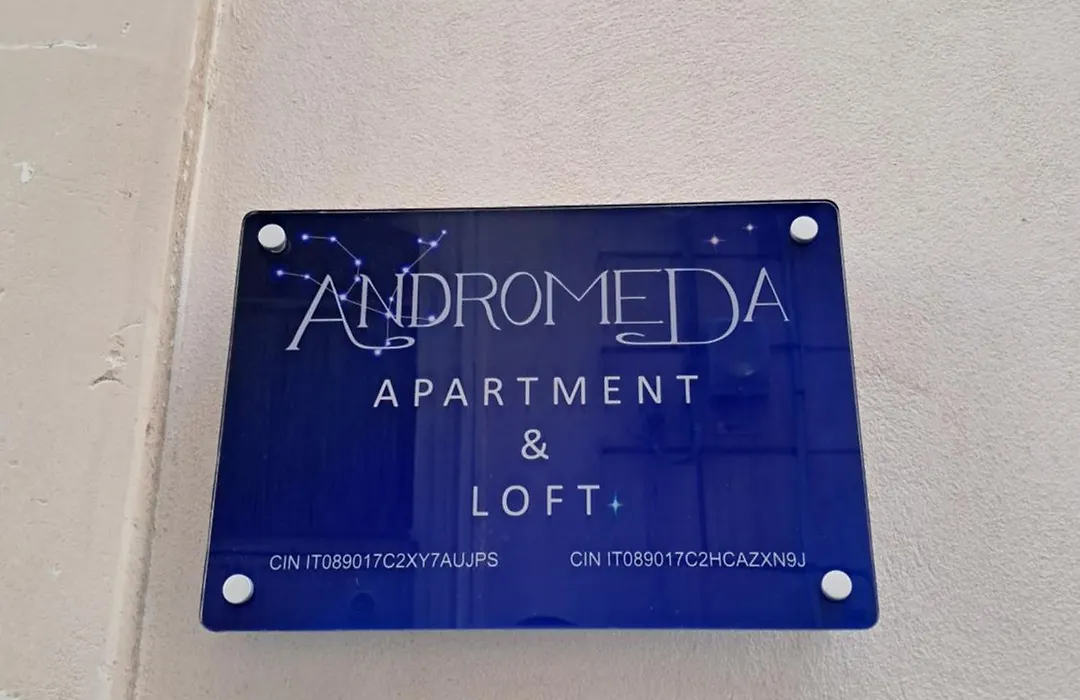 ANDROMEDA
APARTMENT
&
LOFT
CIN IT089017C2XY7AUJPS CIN IT089017C2HCAZXN9J